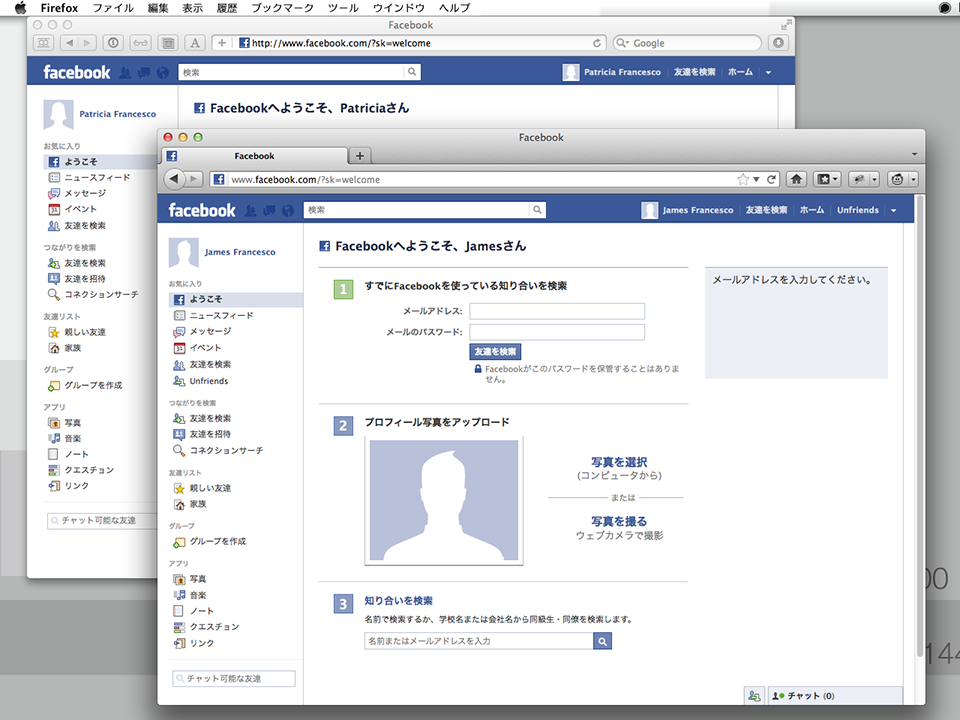 Firefox ファイル 編集 表示 履歴 ブックマーク ツール ウインドウ ヘルプ
Facebook
A + http://www.facebook.com/?sk=welcome Google
facebook 検索 Patricia Francesco 友達を検索 ホーム
Patricia Francesco
Facebookへようこそ、Patriciaさん
お気に入り
ようこそ
ニュースフィード
メッセージ
イベント
友達を検索
つながりを検索
友達を検索
友達を招待
コネクションサーチ
友達リスト
親しい友達
家族
グループ
グループを作成
アプリ
写真
音楽
ノート
クエスチョン
リンク
チャット可能な友達
Facebook
Facebook +
www.facebook.com/?sk=welcome
facebook 検索 James Francesco 友達を検索 ホーム Unfriends
James Francesco
お気に入り
ようこそ
ニュースフィード
メッセージ
イベント
友達を検索
Unfriends
つながりを検索
友達を検索
友達を招待
コネクションサーチ
友達リスト
親しい友達
家族
グループ
グループを作成
アプリ
写真
音楽
ノート
クエスチョン
リンク
チャット可能な友達
Facebookへようこそ、Jamesさん
1 すでにFacebookを使っている知り合いを検索
メールアドレス:
メールのパスワード:
友達を検索
Facebookがこのパスワードを保管することはありま
せん。
メールアドレスを入力してください。
2 プロフィール写真をアップロード
写真を選択
(コンピュータから)
または
写真を撮る
ウェブカメラで撮影
3 知り合いを検索
名前で検索するか、学校名または会社名から同級生・同僚を検索します。
名前またはメールアドレスを入力
チャット (0)
00
144